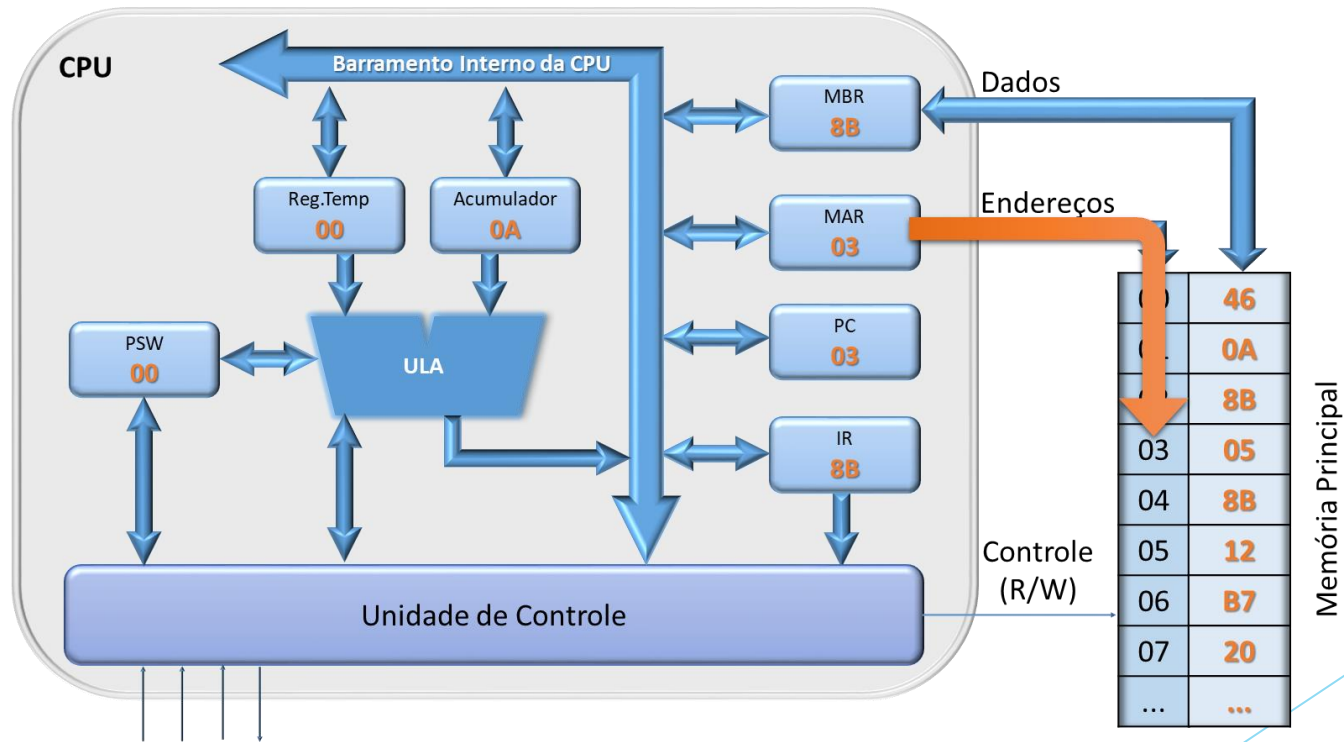 CPU
Barramento Interno da CPU
MBR
8B
Dados
Reg.Temp
00
Acumulador
0A
MAR
03
Endereços
PSW
00
ULA
PC
03
IR
8B
Unidade de Controle
Controle
(R/W)
46
0A
8B
03 05
04 8B
05 12
06 B7
07 20
... ...
Memória Principal